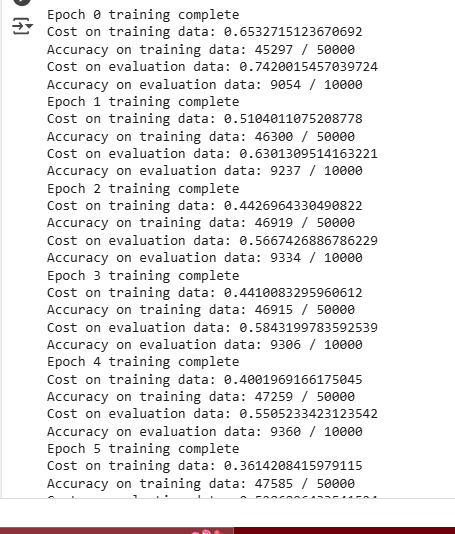 Epoch 0 training complete
Cost on training data: 0.6532715123670692
Accuracy on training data: 45297 / 50000
Cost on evaluation data: 0.7420015457039724
Accuracy on evaluation data: 9054 / 10000
Epoch 1 training complete
Cost on training data: 0.5104011075208778
Accuracy on training data: 46300 / 50000
Cost on evaluation data: 0.6301309514163221
Accuracy on evaluation data: 9237 / 10000
Epoch 2 training complete
Cost on training data: 0.4426964330490822
Accuracy on training data: 46919 / 50000
Cost on evaluation data: 0.5667426886786229
Accuracy on evaluation data: 9334 / 10000
Epoch 3 training complete
Cost on training data: 0.4410083295960612
Accuracy on training data: 46915 / 50000
Cost on evaluation data: 0.5843199783592539
Accuracy on evaluation data: 9306 / 10000
Epoch 4 training complete
Cost on training data: 0.4001969166175045
Accuracy on training data: 47259 / 50000
Cost on evaluation data: 0.5505233423123542
Accuracy on evaluation data: 9360 / 10000
Epoch 5 training complete
Cost on training data: 0.3614208415979115
Accuracy on training data: 47585 / 50000